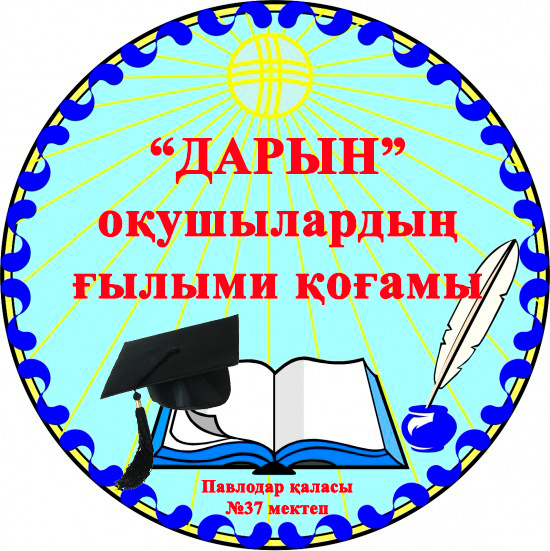 “ДАРЫН”
оқушылардың
ғылыми қоғамы
Павлодар қаласы
№37 мектеп